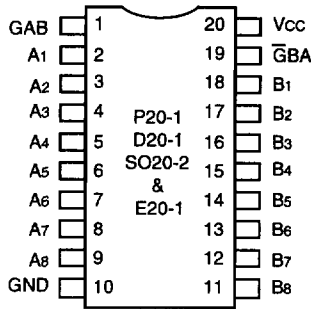 GAB 1 20 Vcc
A1 2 19 G̅BA
A2 3 18 B1
A3 4 17 B2
P20-1
A4 5 16 B3
D20-1
A5 6 15 B4
SO20-2
&
A6 7 14 B5
E20-1
A7 8 13 B6
A8 9 12 B7
GND 10 11 B8